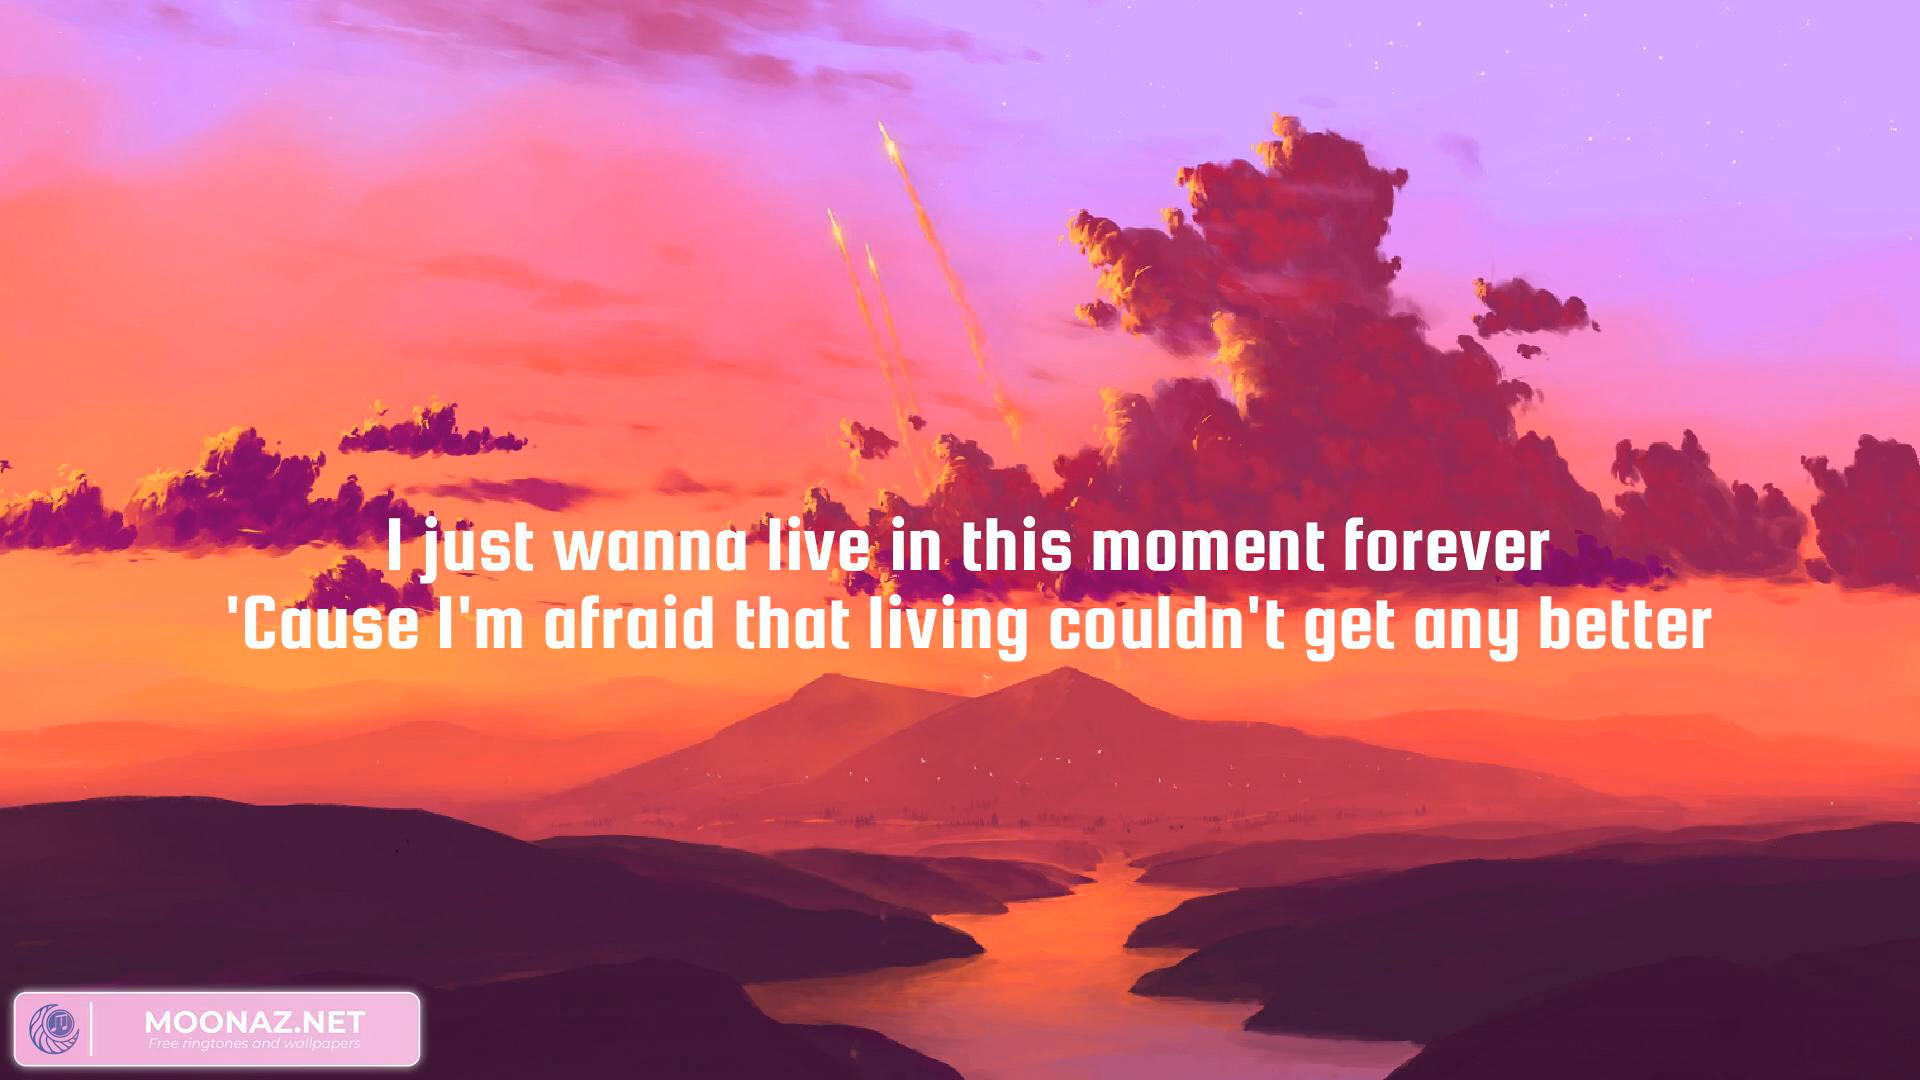 I just wanna live in this moment forever
'Cause I'm afraid that living couldn't get any better
MOONAZ.NET
Free ringtones and wallpapers